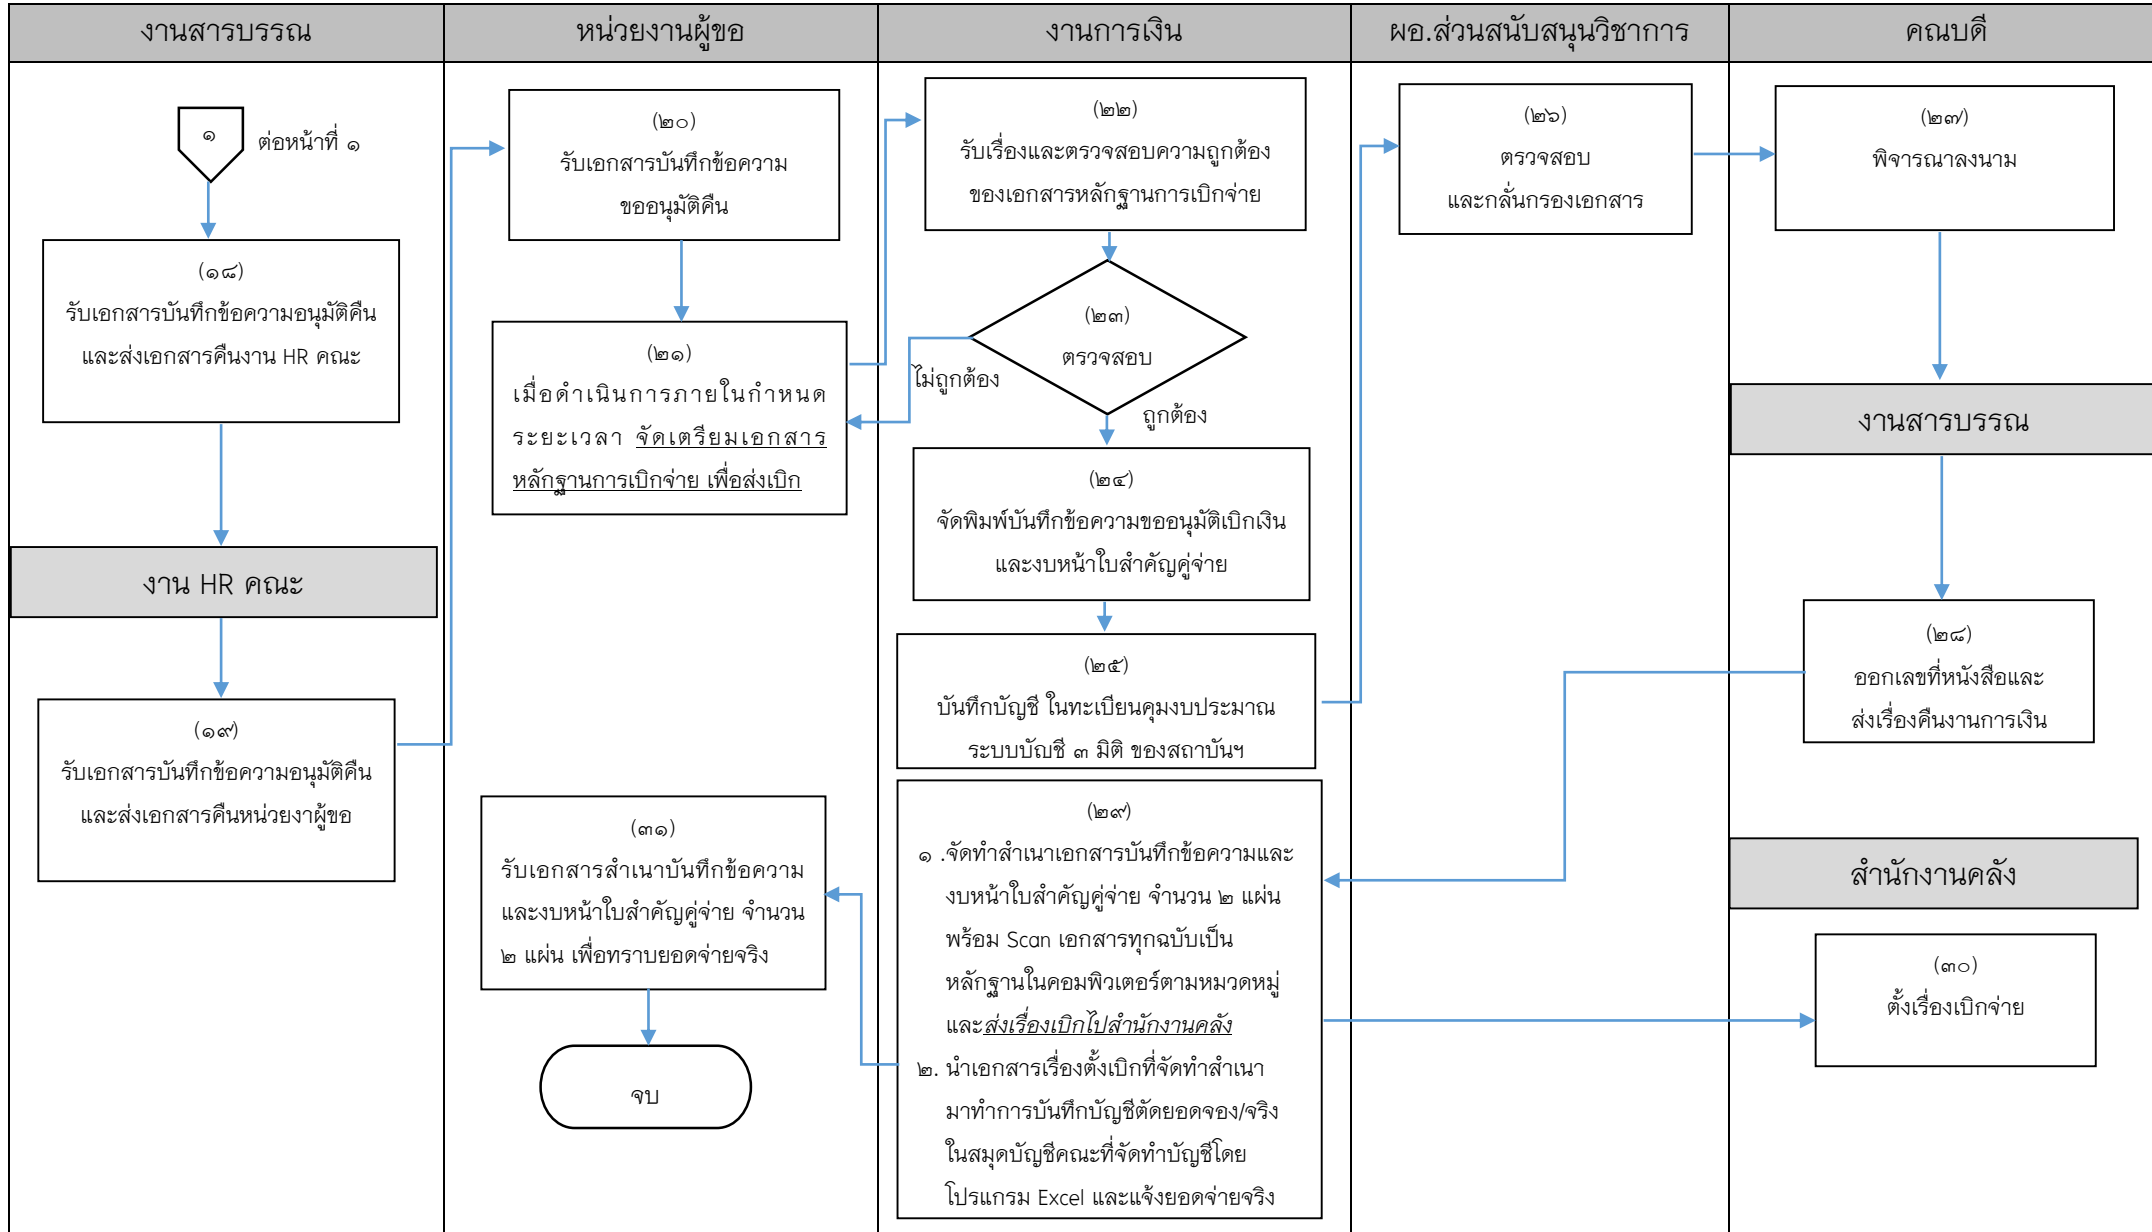 งานสารบรรณ
หน่วยงานผู้ขอ
งานการเงิน
ผอ.ส่วนสนับสนุนวิชาการ
คณบดี
๑
ต่อหน้าที่ ๑
(๑๘)
รับเอกสารบันทึกข้อความอนุมัติคืน
และส่งเอกสารคืนงาน HR คณะ
งาน HR คณะ
(๑๙)
รับเอกสารบันทึกข้อความอนุมัติคืน
และส่งเอกสารคืนหน่วยงาผู้ขอ
(๒๐)
รับเอกสารบันทึกข้อความ
ขออนุมัติคืน
(๒๑)
เมื่อดำเนินการภายในกำหนด
ระยะเวลา จัดเตรียมเอกสาร
หลักฐานการเบิกจ่าย เพื่อส่งเบิก
(๓๑)
รับเอกสารสำเนาบันทึกข้อความ
และงบหน้าใบสำคัญคู่จ่าย จำนวน
๒ แผ่น เพื่อทราบยอดจ่ายจริง
จบ
(๒๒)
รับเรื่องและตรวจสอบความถูกต้อง
ของเอกสารหลักฐานการเบิกจ่าย
(๒๓)
ตรวจสอบ
ไม่ถูกต้อง
ถูกต้อง
(๒๔)
จัดพิมพ์บันทึกข้อความขออนุมัติเบิกเงิน
และงบหน้าใบสำคัญคู่จ่าย
(๒๕)
บันทึกบัญชี ในทะเบียนคุมงบประมาณ
ระบบบัญชี ๓ มิติ ของสถาบันฯ
(๒๙)
๑ .จัดทำสำเนาเอกสารบันทึกข้อความและ
งบหน้าใบสำคัญคู่จ่าย จำนวน ๒ แผ่น
พร้อม Scan เอกสารทุกฉบับเป็น
หลักฐานในคอมพิวเตอร์ตามหมวดหมู่
และส่งเรื่องเบิกไปสำนักงานคลัง
๒. นำเอกสารเรื่องตั้งเบิกที่จัดทำสำเนา
มาทำการบันทึกบัญชีตัดยอดจอง/จริง
ในสมุดบัญชีคณะที่จัดทำบัญชีโดย
โปรแกรม Excel และแจ้งยอดจ่ายจริง
(๒๖)
ตรวจสอบ
และกลั่นกรองเอกสาร
(๒๗)
พิจารณาลงนาม
งานสารบรรณ
(๒๘)
ออกเลขที่หนังสือและ
ส่งเรื่องคืนงานการเงิน
สำนักงานคลัง
(๓๐)
ตั้งเรื่องเบิกจ่าย